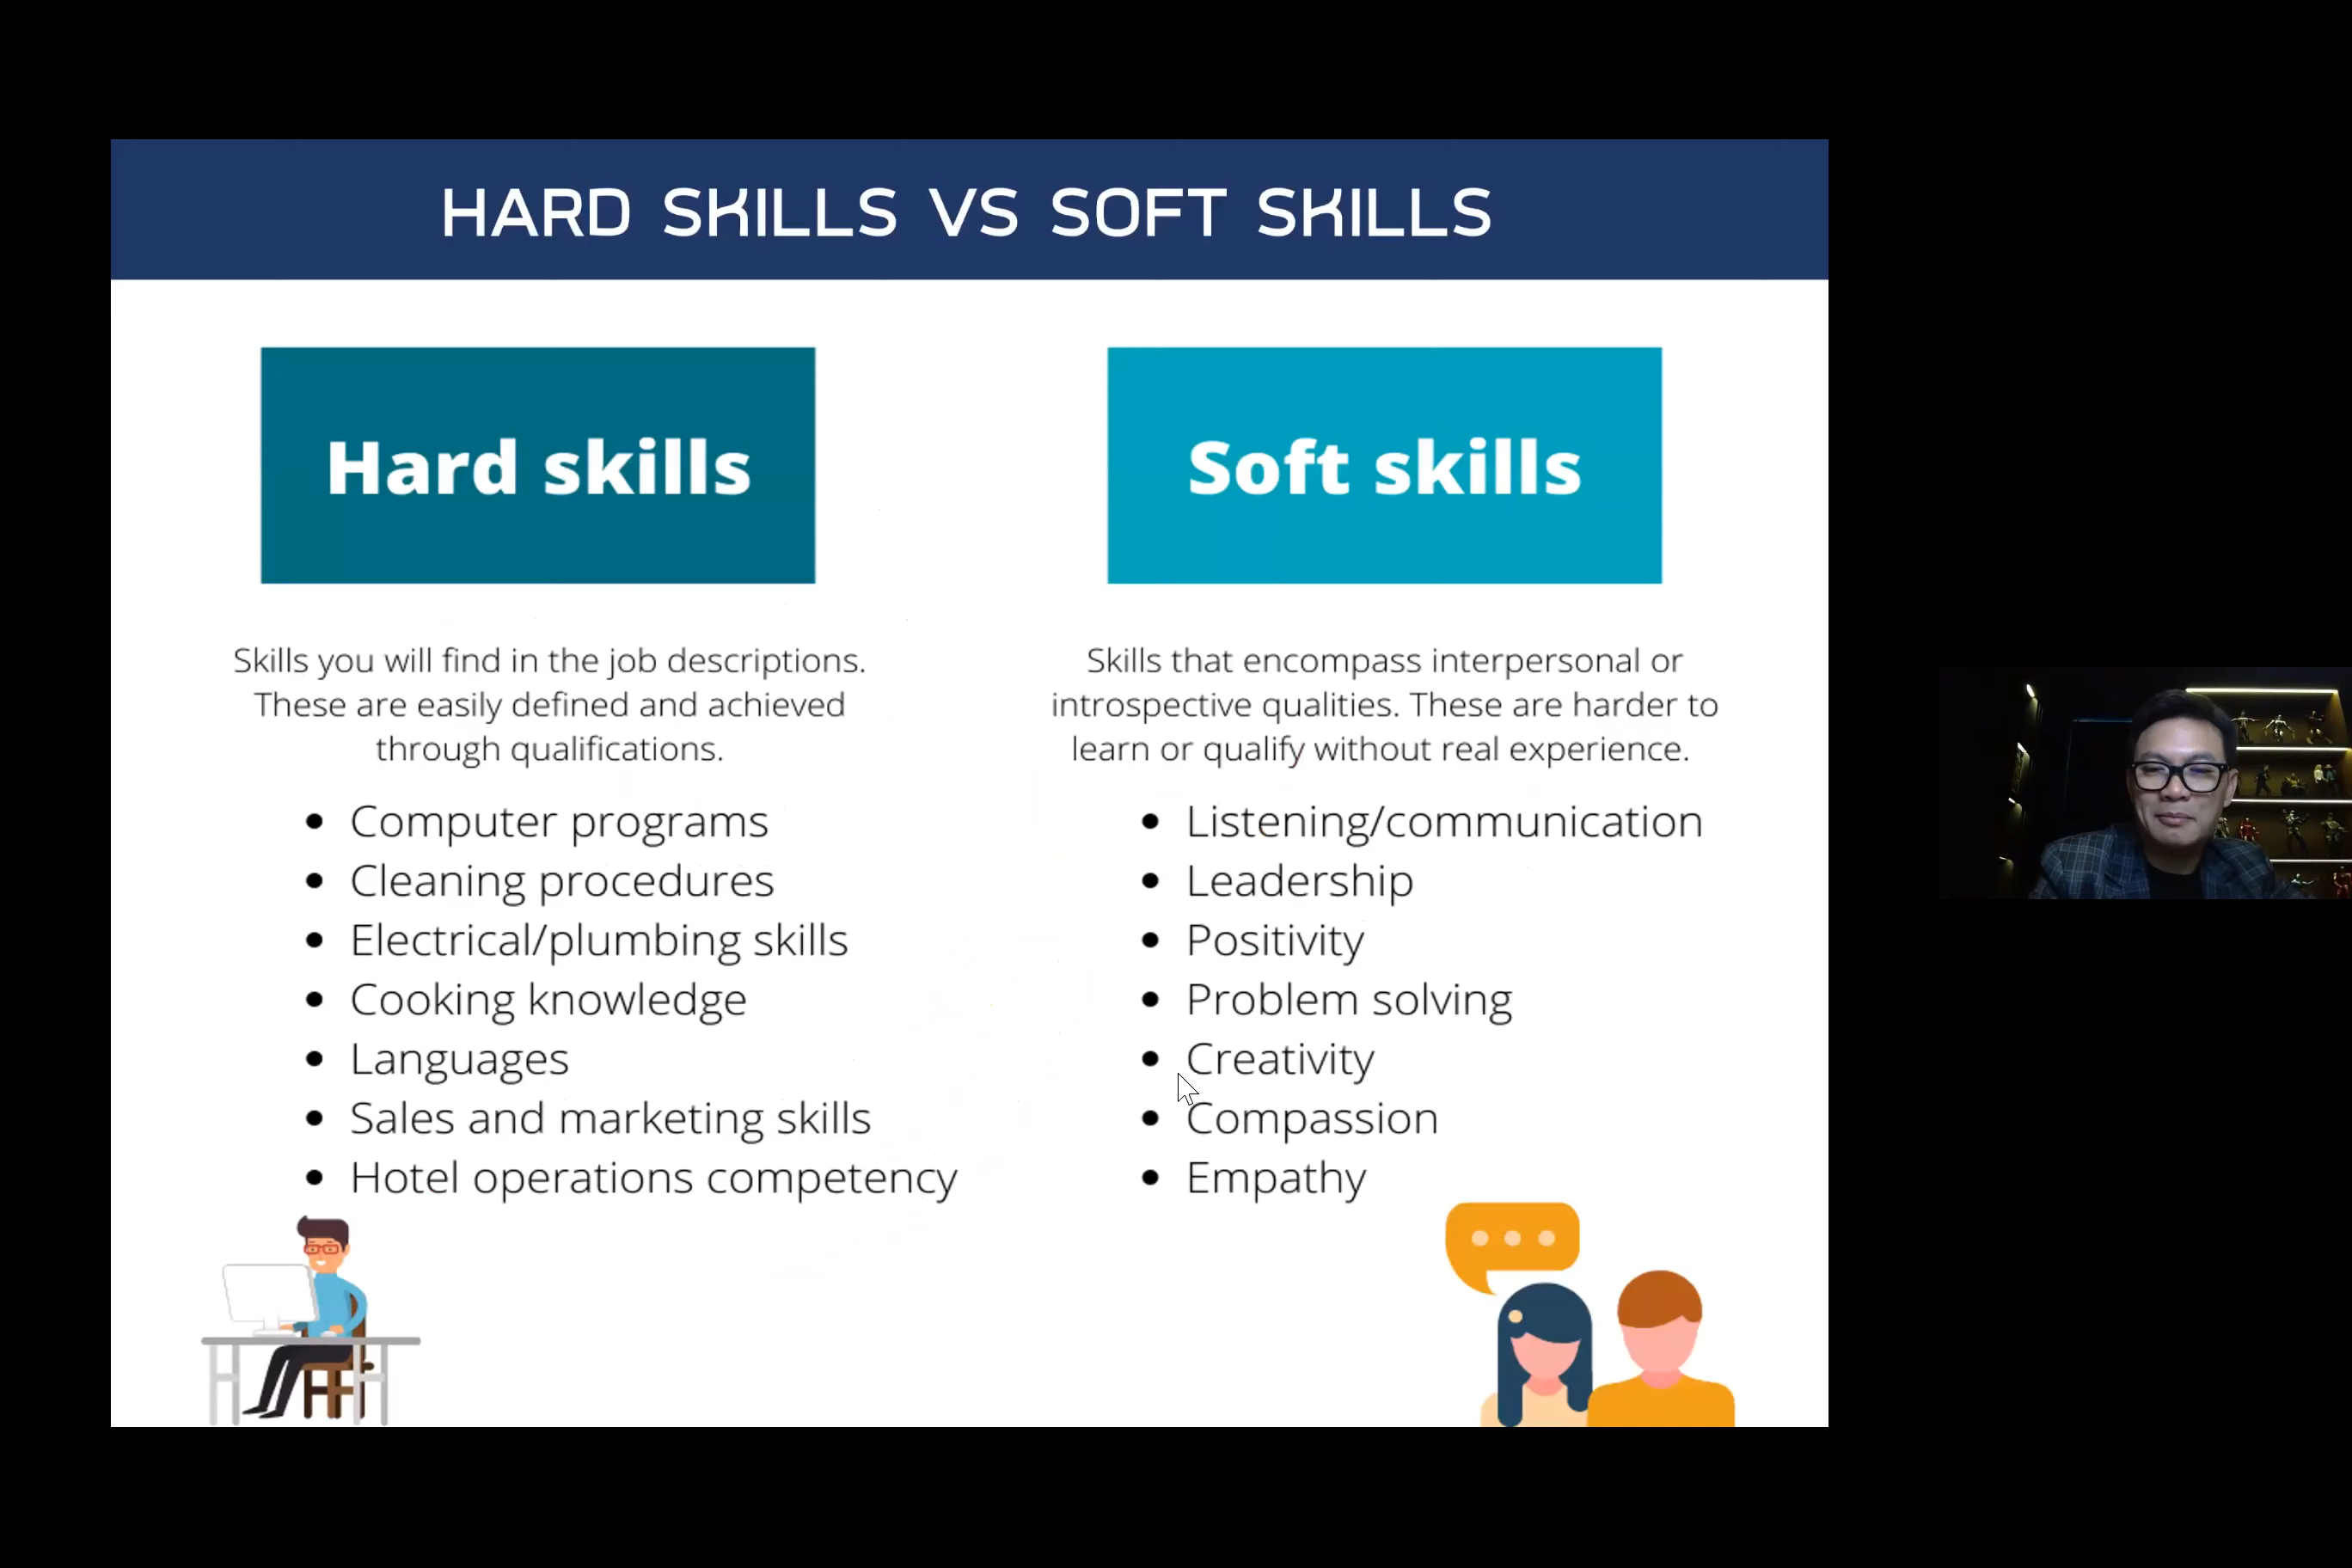 HARD SKILLS VS SOFT SKILLS
Hard skills
Skills you will find in the job descriptions.
These are easily defined and achieved
through qualifications.
Computer programs
Cleaning procedures
Electrical/plumbing skills
Cooking knowledge
Languages
Sales and marketing skills
Hotel operations competency
Soft skills
Skills that encompass interpersonal or
introspective qualities. These are harder to
learn or qualify without real experience.
Listening/communication
Leadership
Positivity
Problem solving
Creativity
Compassion
Empathy